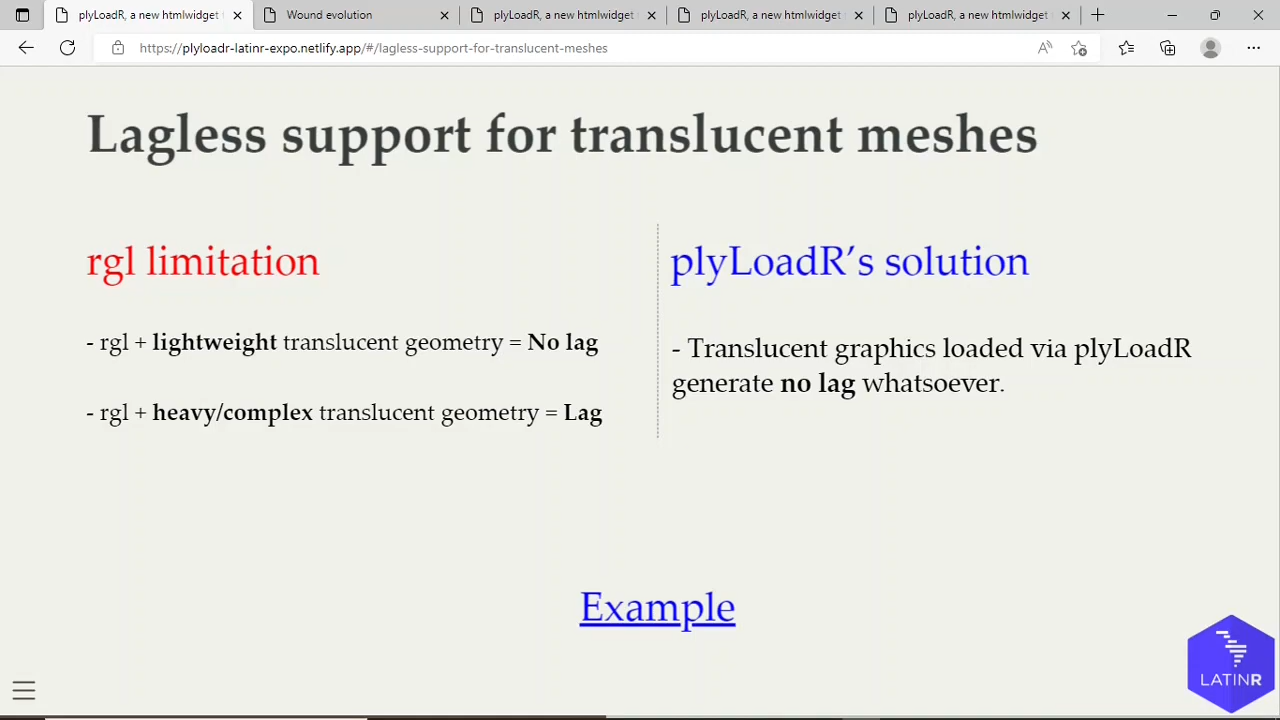 plyLoadR, a new htmlwidget
Wound evolution
plyLoadR, a new htmlwidget
plyLoadR, a new htmlwidget
plyLoadR, a new htmlwidget
https://plyloadr-latinr-expo.netlify.app/#/lagless-support-for-translucent-meshes
Lagless support for translucent meshes
rgl limitation
- rgl + lightweight translucent geometry = No lag
- rgl + heavy/complex translucent geometry = Lag
plyLoadR’s solution
- Translucent graphics loaded via plyLoadR
generate no lag whatsoever.
Example
LATINR